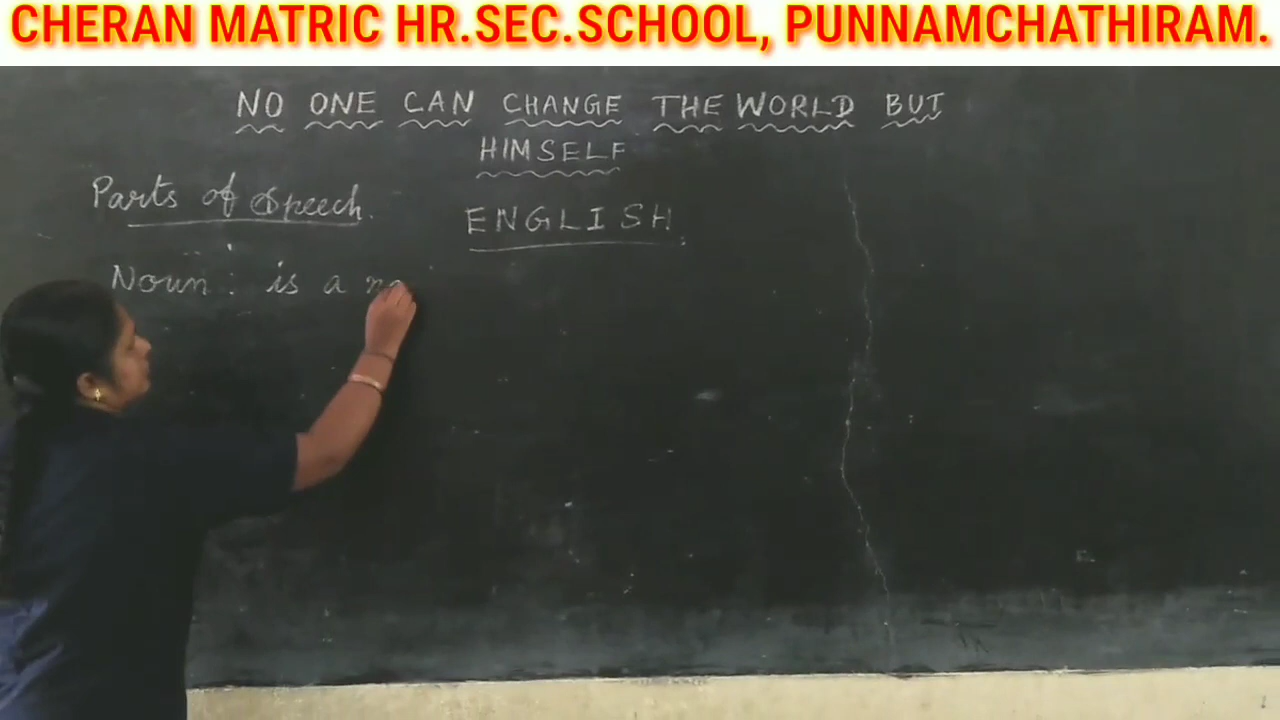 CHERAN MATRIC HR.SEC.SCHOOL, PUNNAMCHATHIRAM.
NO ONE CAN CHANGE THE WORLD BUT
HIMSELF
Parts of Speech.
ENGLISH.
Noun: is a